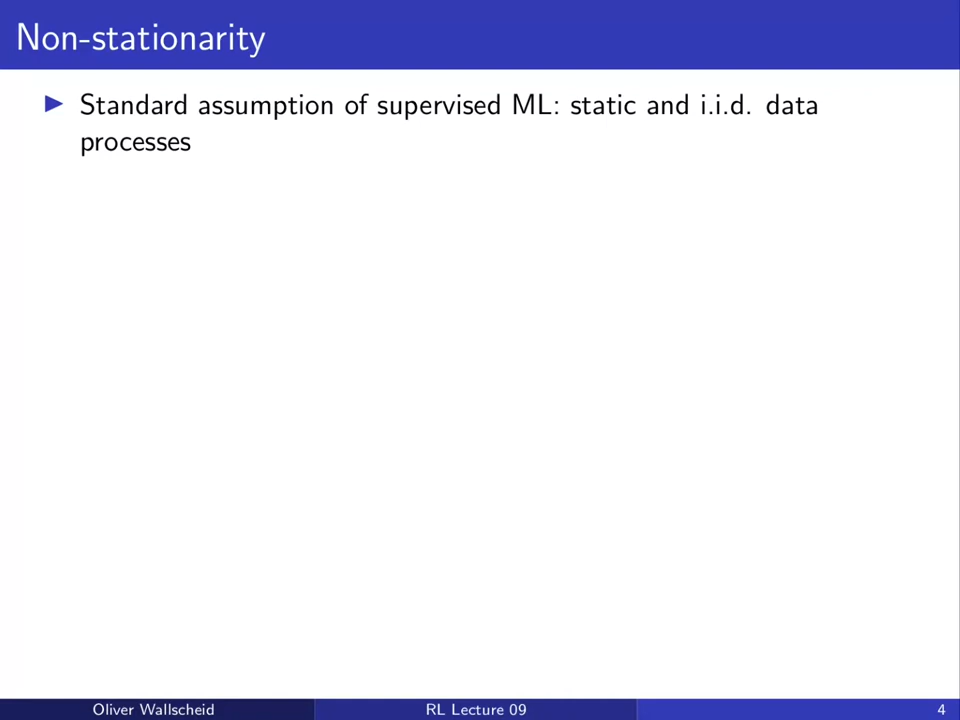 Non-stationarity
Standard assumption of supervised ML: static and i.i.d. data
processes
Oliver Wallscheid
RL Lecture 09
4